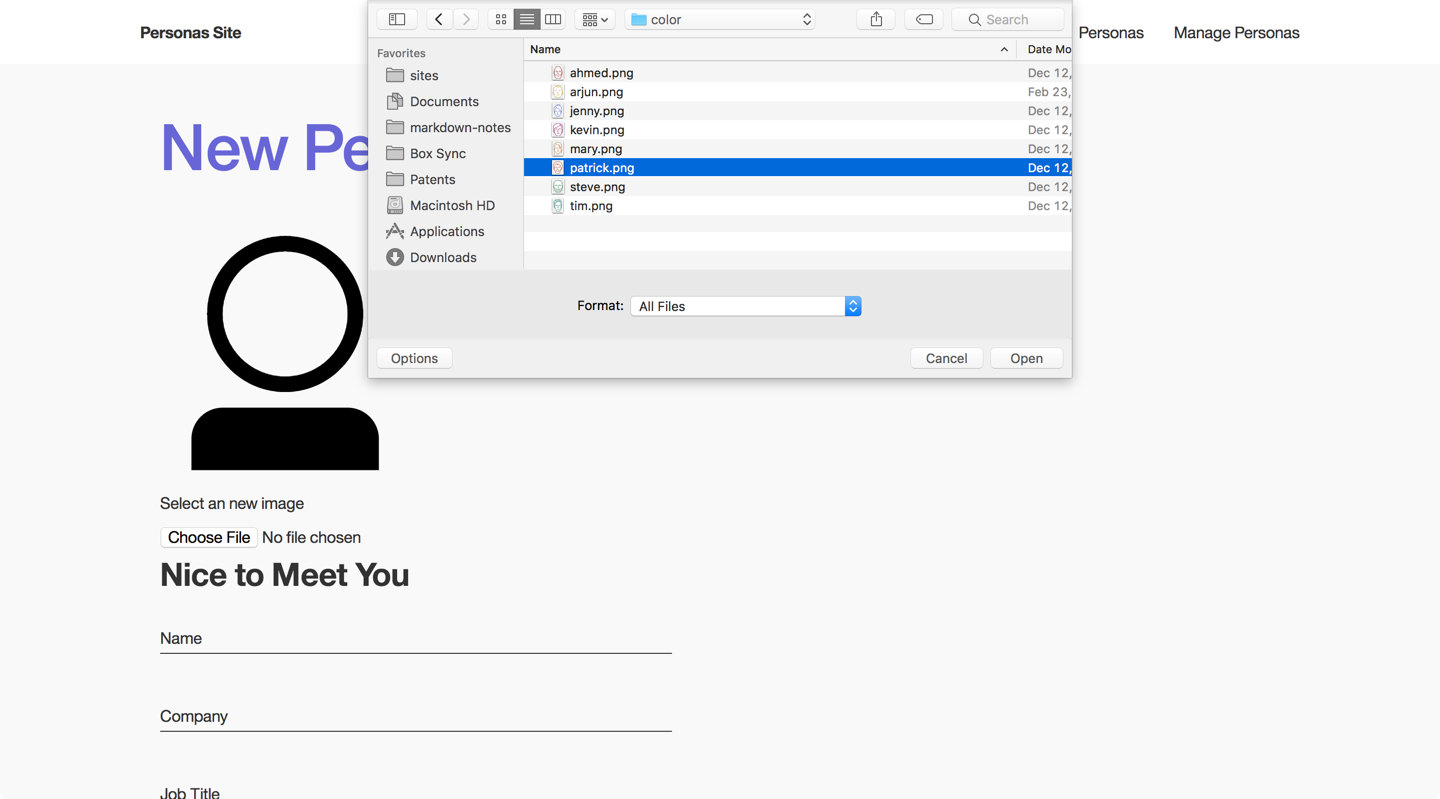 Personas Site
Personas
Manage Personas
New Pe
color
Search
Favorites
sites
Documents
markdown-notes
Box Sync
Patents
Macintosh HD
Applications
Downloads
Name
Date Mo
ahmed.png
Dec 12,
arjun.png
Feb 23,
jenny.png
Dec 12,
kevin.png
Dec 12,
mary.png
Dec 12,
patrick.png
Dec 12,
steve.png
Dec 12,
tim.png
Dec 12,
Format:
All Files
Options
Cancel
Open
Select an new image
Choose File No file chosen
Nice to Meet You
Name
Company
Job Title